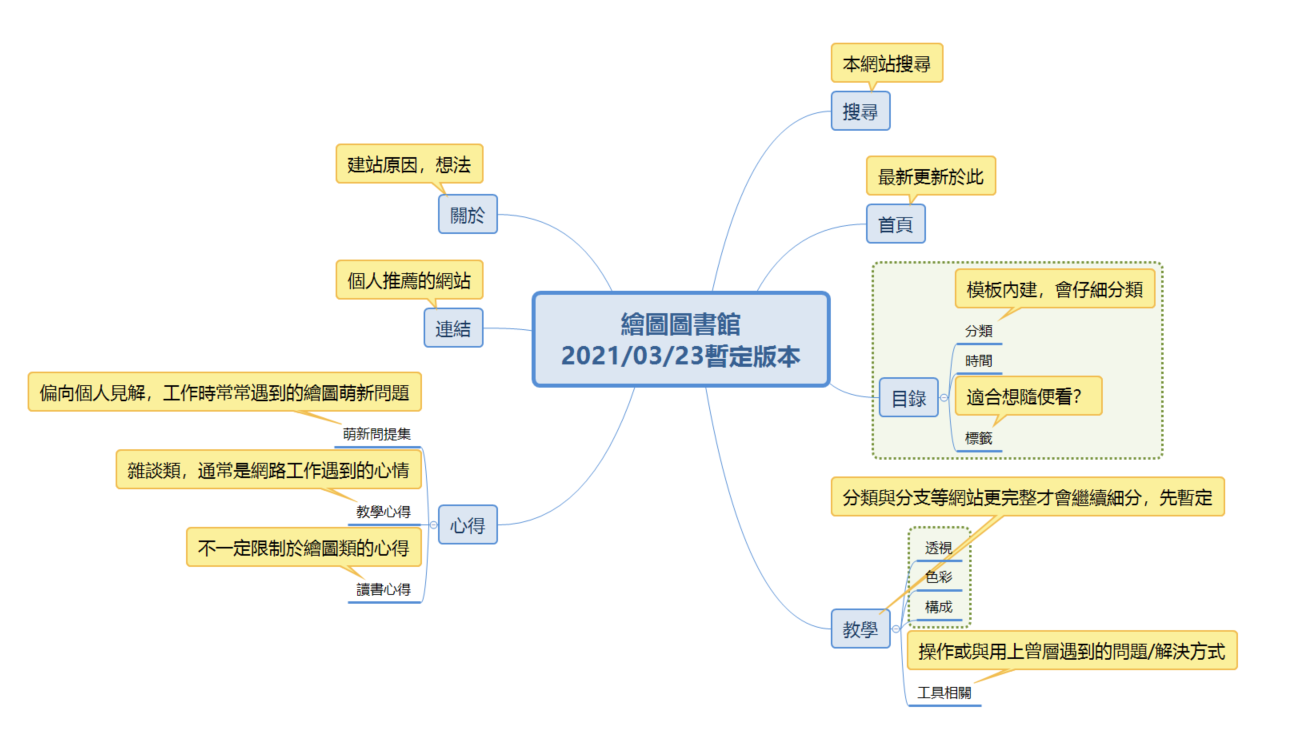 繪圖圖書館
2021/03/23暫定版本
本網站搜尋
搜尋
最新更新於此
首頁
模板內建，會仔細分類
分類
時間
目錄
適合想隨便看?
標籤
分類與分支等網站更完整才會繼續細分，先暫定
透視
色彩
構成
教學
操作或與用上曾層遇到的問題/解決方式
工具相關
建站原因，想法
關於
個人推薦的網站
連結
偏向個人見解，工作時常常遇到的繪圖萌新問題
萌新問提集
雜談類，通常是網路工作遇到的心情
教學心得
心得
不一定限制於繪圖類的心得
讀書心得